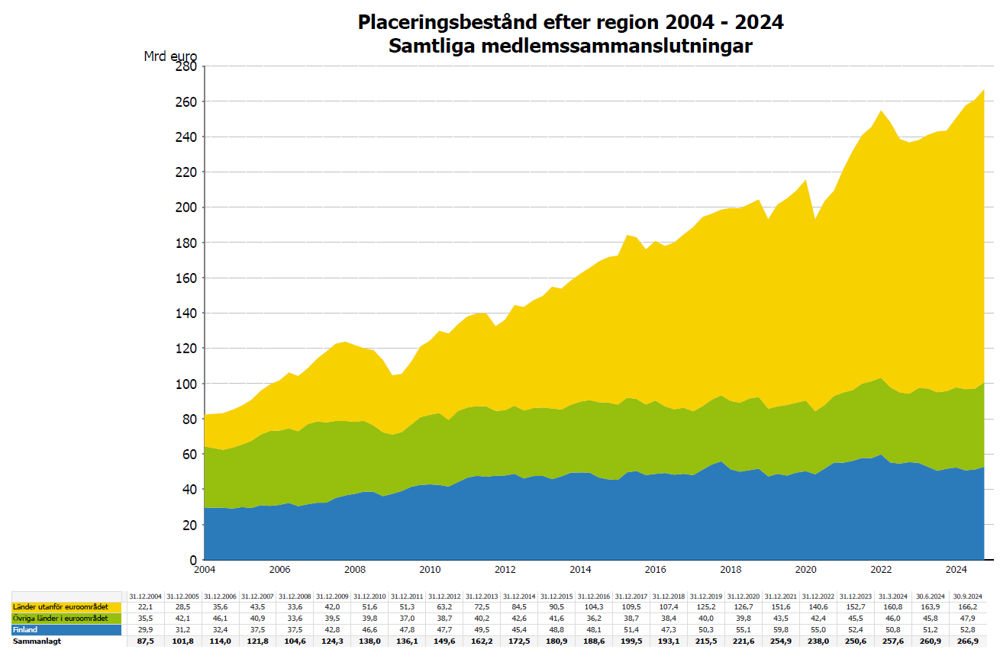 Placeringsbestånd efter region 2004 - 2024
Samtliga medlemssammanslutningar
Mrd euro
280
260
240
220
200
180
160
140
120
100
80
60
40
20
0
2004 2006 2008 2010 2012 2014 2016 2018 2020 2022 2024
31.12.2004 31.12.2005 31.12.2006 31.12.2007 31.12.2008 31.12.2009 31.12.2010 31.12.2011 31.12.2012 31.12.2013 31.12.2014 31.12.2015 31.12.2016 31.12.2017 31.12.2018 31.12.2019 31.12.2020 31.12.2021 31.12.2022 31.12.2023 31.3.2024 30.6.2024 30.9.2024
Länder utanför euroområdet 22,1 28,5 35,6 43,5 33,6 42,0 51,6 51,3 63,2 72,5 84,5 90,5 104,3 109,5 107,4 125,2 126,7 151,6 140,6 152,7 160,8 163,9 166,2
Övriga länder i euroområdet 35,5 42,1 46,1 40,9 33,6 39,5 39,8 37,0 38,7 40,2 42,6 41,6 36,2 38,7 38,4 40,0 39,8 43,5 42,4 45,5 46,0 45,8 47,9
Finland 29,9 31,2 32,4 37,5 37,5 42,8 46,6 47,8 47,7 49,5 45,4 48,8 48,1 51,4 47,3 50,3 55,1 59,8 55,0 52,4 50,8 51,2 52,8
Sammanlagt 87,5 101,8 114,0 121,8 104,6 124,3 138,0 136,1 149,6 162,2 172,5 180,9 188,6 199,5 193,1 215,5 221,6 254,9 238,0 250,6 257,6 260,9 266,9